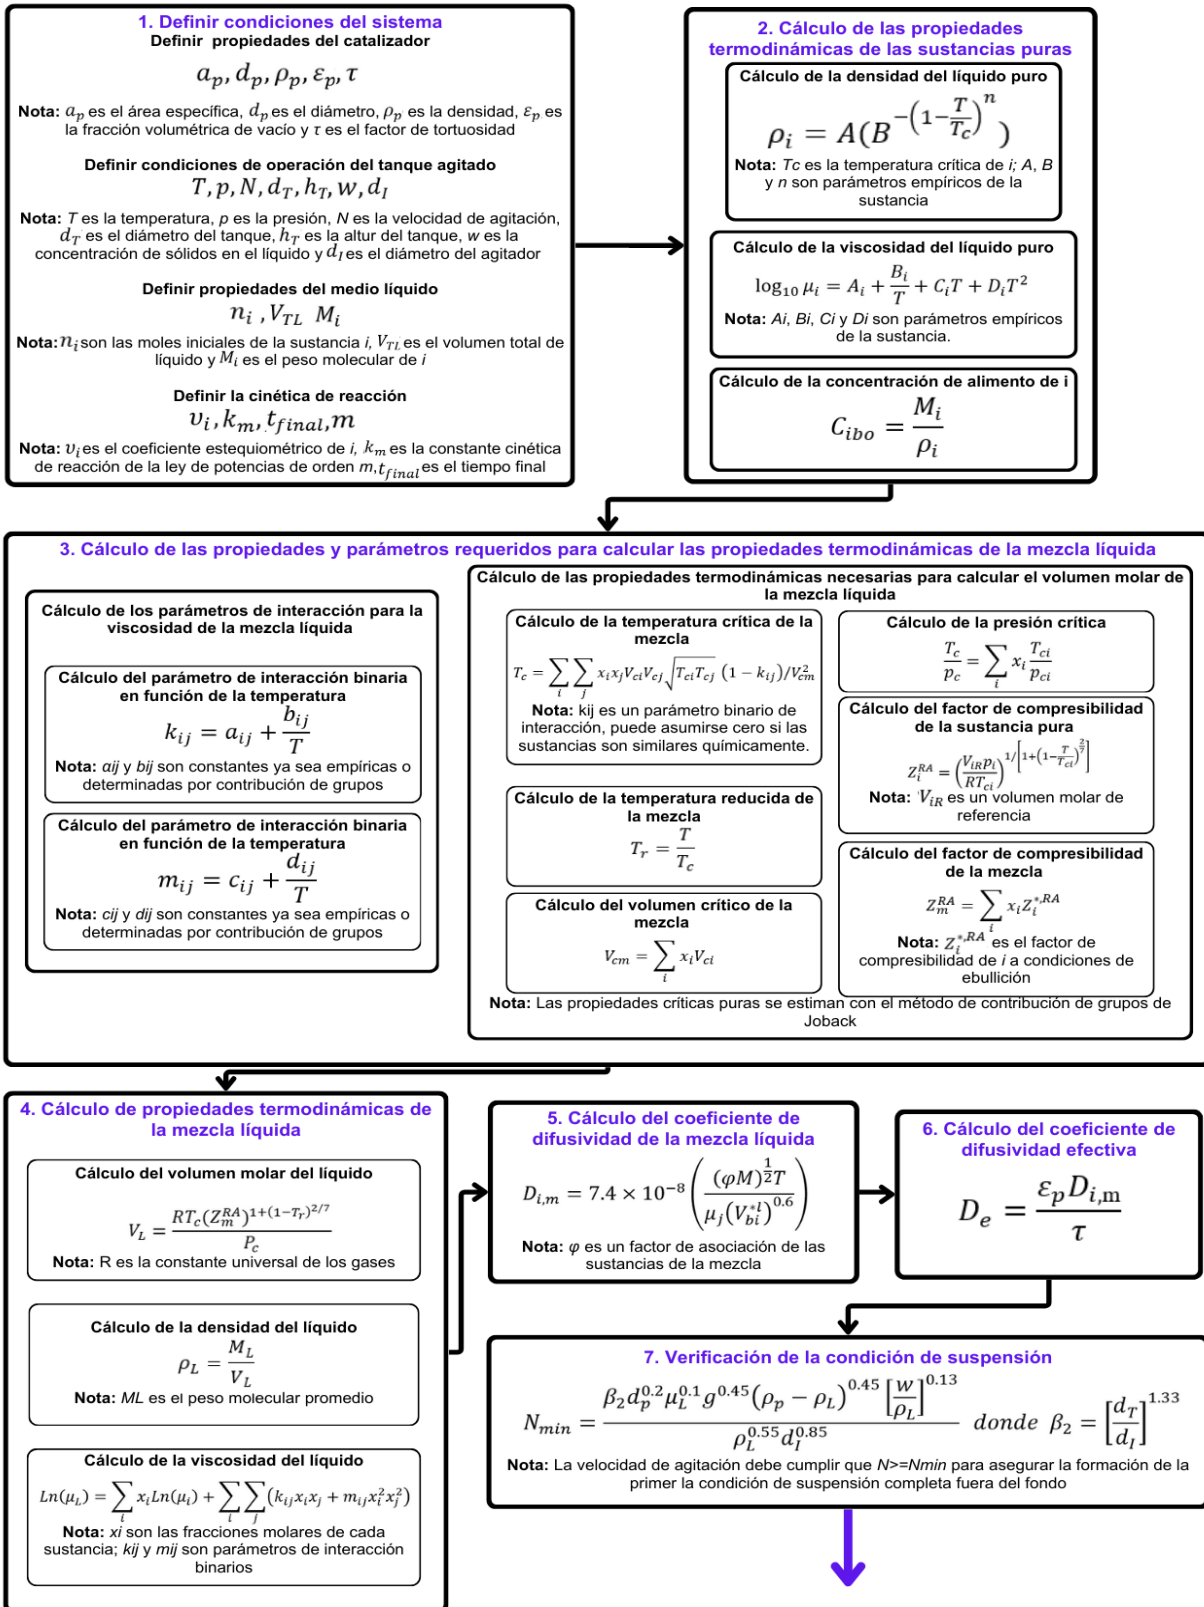 1. Definir condiciones del sistema
Definir propiedades del catalizador
a_p, d_p, ρ_p, ε_p, τ
Nota: a_p es el área específica, d_p es el diámetro, ρ_p es la densidad, ε_p es
la fracción volumétrica de vacío y τ es el factor de tortuosidad
Definir condiciones de operación del tanque agitado
T, p, N, d_T, h_T, w, d_I
Nota: T es la temperatura, p es la presión, N es la velocidad de agitación,
d_T es el diámetro del tanque, h_T es la altur del tanque, w es la
concentración de sólidos en el líquido y d_I es el diámetro del agitador
Definir propiedades del medio líquido
n_i , V_TL M_i
Nota: n_i son las moles iniciales de la sustancia i, V_TL es el volumen total de
líquido y M_i es el peso molecular de i
Definir la cinética de reacción
υ_i, k_m, t_final, m
Nota: υ_i es el coeficiente estequiométrico de i, k_m es la constante cinética
de reacción de la ley de potencias de orden m, t_final es el tiempo final
2. Cálculo de las propiedades
termodinámicas de las sustancias puras
Cálculo de la densidad del líquido puro
ρ_i = A(B^{-(1-T/T_c)^n})
Nota: Tc es la temperatura crítica de i; A, B
y n son parámetros empíricos de la
sustancia
Cálculo de la viscosidad del líquido puro
log_10 μ_i = A_i + B_i/T + C_iT + D_iT^2
Nota: Ai, Bi, Ci y Di son parámetros empíricos
de la sustancia.
Cálculo de la concentración de alimento de i
C_ibo = M_i/ρ_i
3. Cálculo de las propiedades y parámetros requeridos para calcular las propiedades termodinámicas de la mezcla líquida
Cálculo de los parámetros de interacción para la
viscosidad de la mezcla líquida
Cálculo del parámetro de interacción binaria
en función de la temperatura
k_ij = a_ij + b_ij/T
Nota: aij y bij son constantes ya sea empíricas o
determinadas por contribución de grupos
Cálculo del parámetro de interacción binaria
en función de la temperatura
m_ij = c_ij + d_ij/T
Nota: cij y dij son constantes ya sea empíricas o
determinadas por contribución de grupos
Cálculo de las propiedades termodinámicas necesarias para calcular el volumen molar de
la mezcla líquida
Cálculo de la temperatura crítica de la
mezcla
T_c = ∑_i ∑_j x_i x_j V_ci V_cj √(T_ci T_cj) (1 − k_ij)/V_cm^2
Nota: kij es un parámetro binario de
interacción, puede asumirse cero si las
sustancias son similares químicamente.
Cálculo de la temperatura reducida de
la mezcla
T_r = T/T_c
Cálculo del volumen crítico de la
mezcla
V_cm = ∑_i x_i V_ci
Cálculo de la presión crítica
T_c/p_c = ∑_i x_i T_ci/p_ci
Cálculo del factor de compresibilidad
de la sustancia pura
Z_i^RA = (V_iR p_i/RT_ci)^{1/[1+(1−T/T_ci)^{2/7}]}
Nota: V_iR es un volumen molar de
referencia
Cálculo del factor de compresibilidad
de la mezcla
Z_m^RA = ∑_i x_i Z_i^{*,RA}
Nota: Z_i^{*,RA} es el factor de
compresibilidad de i a condiciones de
ebullición
Nota: Las propiedades críticas puras se estiman con el método de contribución de grupos de
Joback
4. Cálculo de propiedades termodinámicas de
la mezcla líquida
Cálculo del volumen molar del líquido
V_L = RT_c(Z_m^RA)^{1+(1−T_r)^{2/7}}/P_c
Nota: R es la constante universal de los gases
Cálculo de la densidad del líquido
ρ_L = M_L/V_L
Nota: ML es el peso molecular promedio
Cálculo de la viscosidad del líquido
Ln(μ_L) = ∑_i x_i Ln(μ_i) + ∑_i ∑_j (k_ij x_i x_j + m_ij x_i^2 x_j^2)
Nota: xi son las fracciones molares de cada
sustancia; kij y mij son parámetros de interacción
binarios
5. Cálculo del coeficiente de
difusividad de la mezcla líquida
D_{i,m} = 7.4 × 10^{−8} ((φM)^{1/2} T/μ_j(V_bi^{*l})^{0.6})
Nota: φ es un factor de asociación de las
sustancias de la mezcla
6. Cálculo del coeficiente de
difusividad efectiva
D_e = ε_p D_{i,m}/τ
7. Verificación de la condición de suspensión
N_min = β_2 d_p^{0.2} μ_L^{0.1} g^{0.45} (ρ_p − ρ_L)^{0.45} [w/ρ_L]^{0.13}/ρ_L^{0.55} d_I^{0.85} donde β_2 = [d_T/d_I]^{1.33}
Nota: La velocidad de agitación debe cumplir que N>=Nmin para asegurar la formación de la
primer la condición de suspensión completa fuera del fondo